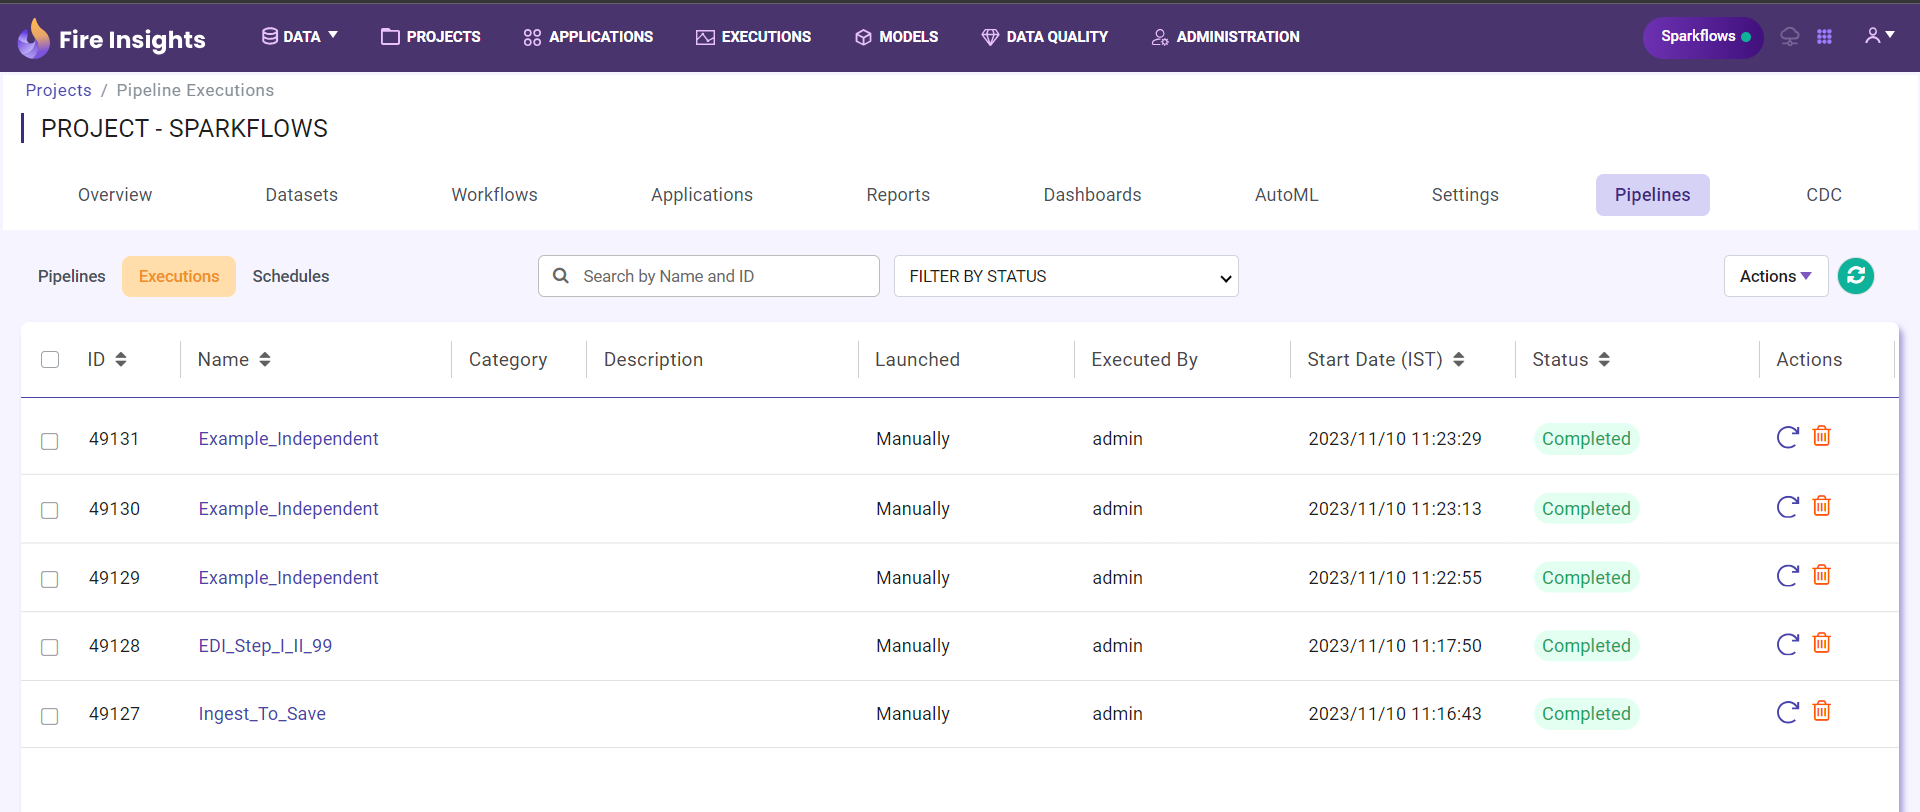 Fire Insights DATA PROJECTS APPLICATIONS EXECUTIONS MODELS DATA QUALITY ADMINISTRATION Sparkflows
Projects / Pipeline Executions
PROJECT - SPARKFLOWS
Overview Datasets Workflows Applications Reports Dashboards AutoML Settings Pipelines CDC
Pipelines Executions Schedules Search by Name and ID FILTER BY STATUS Actions
ID Name Category Description Launched Executed By Start Date (IST) Status Actions
49131 Example_Independent Manually admin 2023/11/10 11:23:29 Completed
49130 Example_Independent Manually admin 2023/11/10 11:23:13 Completed
49129 Example_Independent Manually admin 2023/11/10 11:22:55 Completed
49128 EDI_Step_I_II_99 Manually admin 2023/11/10 11:17:50 Completed
49127 Ingest_To_Save Manually admin 2023/11/10 11:16:43 Completed